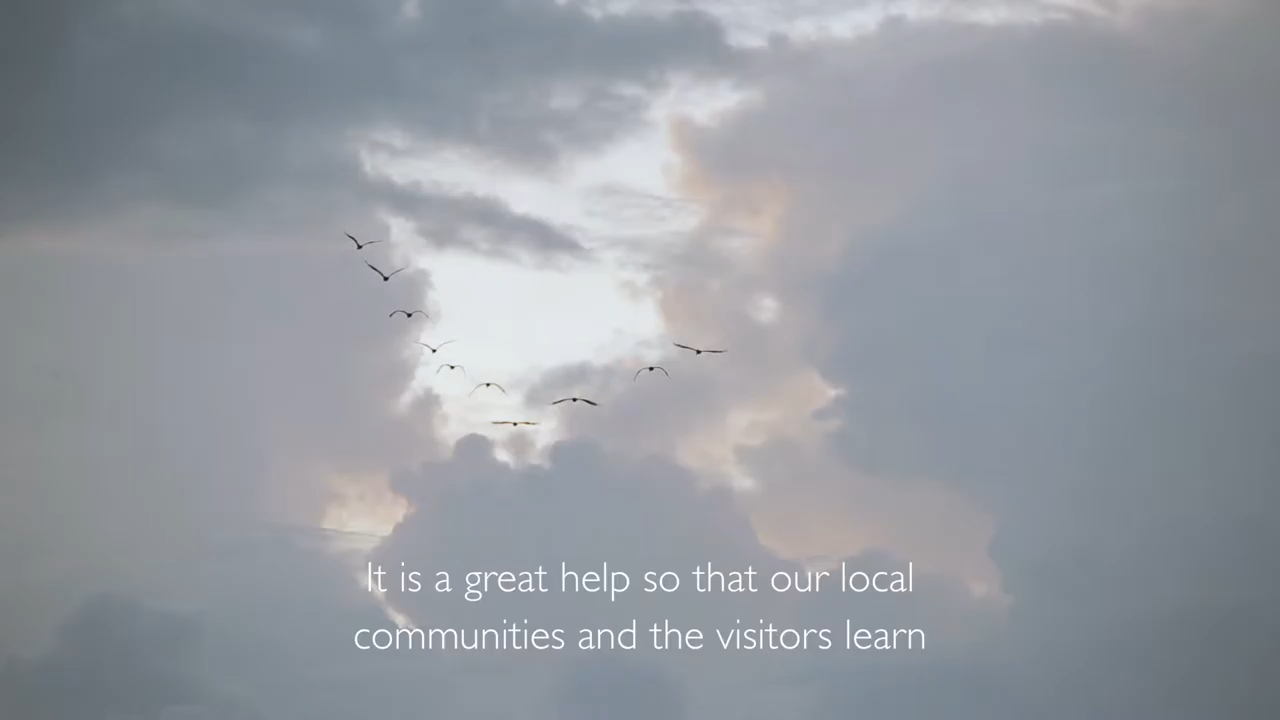 It is a great help so that our local
communities and the visitors learn